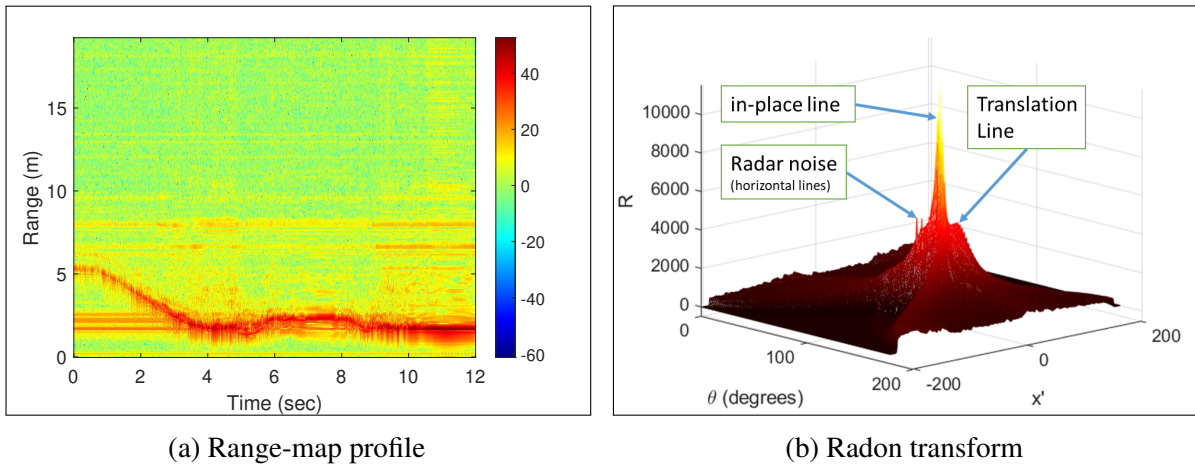 15
10
5
0
Range (m)
0
2
4
6
8
10
12
Time (sec)
40
20
0
-20
-40
-60
(a) Range-map profile
in-place line
Translation
Line
Radar noise
(horizontal lines)
10000
8000
6000
4000
2000
0
R
0
100
200
θ (degrees)
-200
0
200
x'
(b) Radon transform